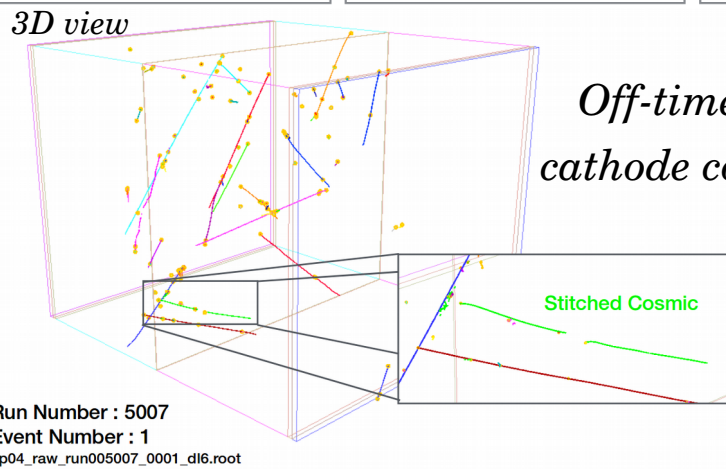 3D view
Off-time
cathode co
Stitched Cosmic
Run Number : 5007
Event Number : 1
p04_raw_run005007_0001_dl6.root